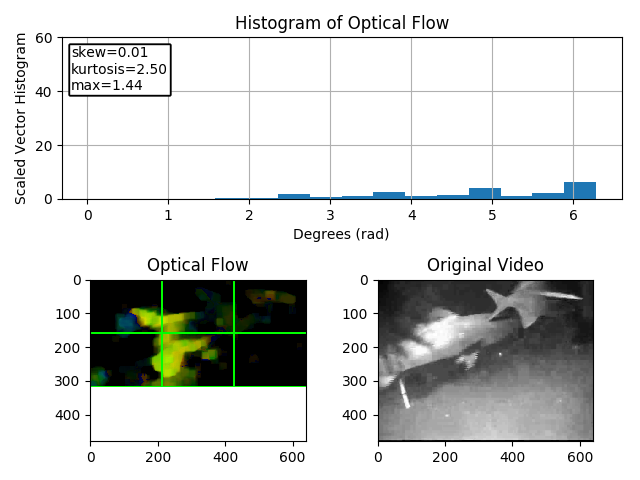 Histogram of Optical Flow
Scaled Vector Histogram
60
40
20
0
skew=0.01
kurtosis=2.50
max=1.44
0 1 2 3 4 5 6
Degrees (rad)
Optical Flow
0
100
200
300
400
0 200 400 600
Original Video
0
100
200
300
400
0 200 400 600